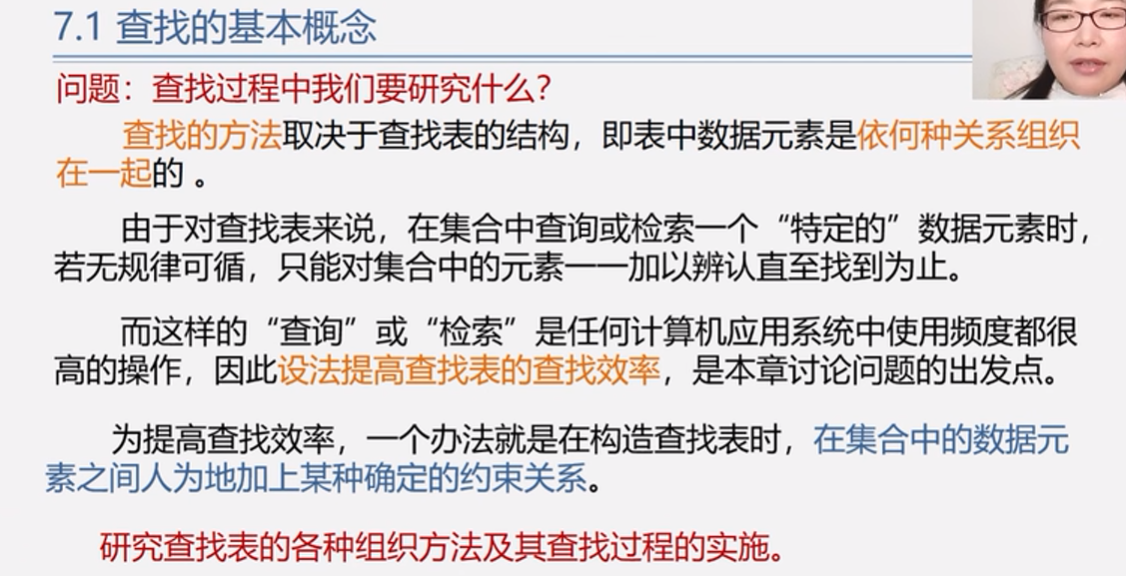 7.1 查找的基本概念
问题：查找过程中我们要研究什么？
查找的方法取决于查找表的结构，即表中数据元素是依何种关系组织
在一起的 。
由于对查找表来说，在集合中查询或检索一个“特定的”数据元素时，
若无规律可循，只能对集合中的元素一一加以辨认直至找到为止。
而这样的“查询”或“检索”是任何计算机应用系统中使用频度都很
高的操作，因此设法提高查找表的查找效率，是本章讨论问题的出发点。
为提高查找效率，一个办法就是在构造查找表时，在集合中的数据元
素之间人为地加上某种确定的约束关系。
研究查找表的各种组织方法及其查找过程的实施。